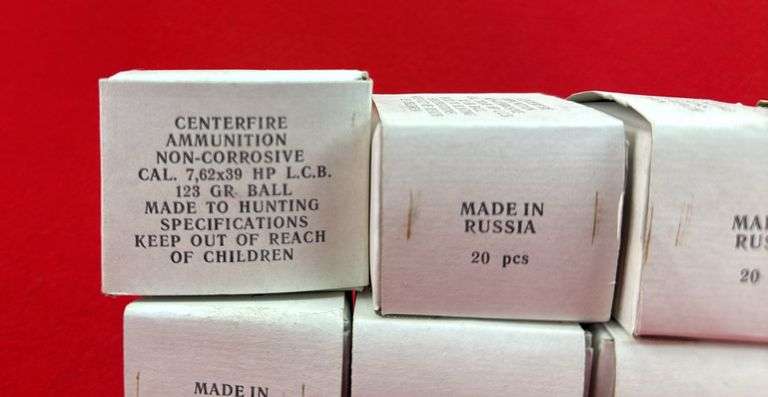 CENTERFIRE
AMMUNITION
NON-CORROSIVE
CAL. 7,62x39 HP L.C.B.
123 GR BALL
MADE TO HUNTING
SPECIFICATIONS
KEEP OUT OF REACH
OF CHILDREN
MADE IN
RUSSIA
20 pcs
20
MADE IN